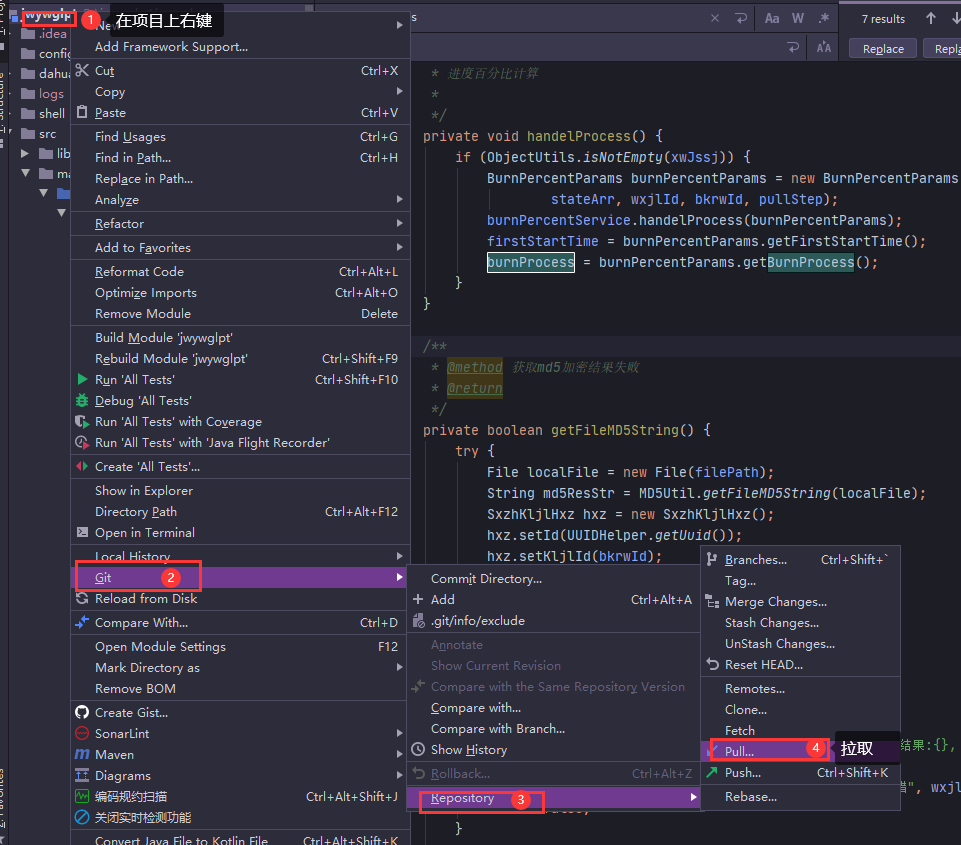 jwywglpt
1
在项目上右键
New
.idea
Add Framework Support...
Cut Ctrl+X
Copy
logs
Paste Ctrl+V
shell
src
Find Usages Ctrl+G
Find in Path... Ctrl+H
Replace in Path...
Analyze
Refactor
Add to Favorites
Reformat Code Ctrl+Alt+L
Optimize Imports Ctrl+Alt+O
Remove Module Delete
Build Module 'jwywglpt'
Rebuild Module 'jwywglpt' Ctrl+Shift+F9
Run 'All Tests' Ctrl+Shift+F10
Debug 'All Tests'
Run 'All Tests' with Coverage
Run 'All Tests' with 'Java Flight Recorder'
Create 'All Tests'...
Show in Explorer
Directory Path Ctrl+Alt+F12
Open in Terminal
Local History
Git 2
Reload from Disk
Compare With... Ctrl+D
Open Module Settings F12
Mark Directory as
Remove BOM
Create Gist...
SonarLint
Maven
Diagrams
编码规约扫描 Ctrl+Alt+Shift+J
关闭实时检测功能
Convert Java File to Kotlin File Ctrl+Alt+Shift+K
Aa W .* 7 results
Replace
* 进度百分比计算
*
*/
private void handelProcess() {
if (ObjectUtils.isNotEmpty(xwJssj)) {
BurnPercentParams burnPercentParams = new BurnPercentParams
stateArr, wxjlId, bkrwId, pullStep);
burnPercentService.handelProcess(burnPercentParams);
firstStartTime = burnPercentParams.getFirstStartTime();
burnProcess = burnPercentParams.getBurnProcess();
}
}
/**
* @method 获取md5加密结果失败
* @return
*/
private boolean getFileMD5String() {
try {
File localFile = new File(filePath);
String md5ResStr = MD5Util.getFileMD5String(localFile);
SxzhKljlHxz hxz = new SxzhKljlHxz();
hxz.setId(UUIDHelper.getUuid());
hxz.setKljlId(bkrwId);
结果:{},
", wxjl
}
Commit Directory...
Add Ctrl+Alt+A
.git/info/exclude
Annotate
Show Current Revision
Compare with the Same Repository Version
Compare with...
Compare with Branch...
Show History
Rollback... Ctrl+Alt+Z
Repository 3
Branches... Ctrl+Shift+`
Tag...
Merge Changes...
Stash Changes...
UnStash Changes...
Reset HEAD...
Remotes...
Clone...
Fetch
Pull... 4 拉取
Push... Ctrl+Shift+K
Rebase...